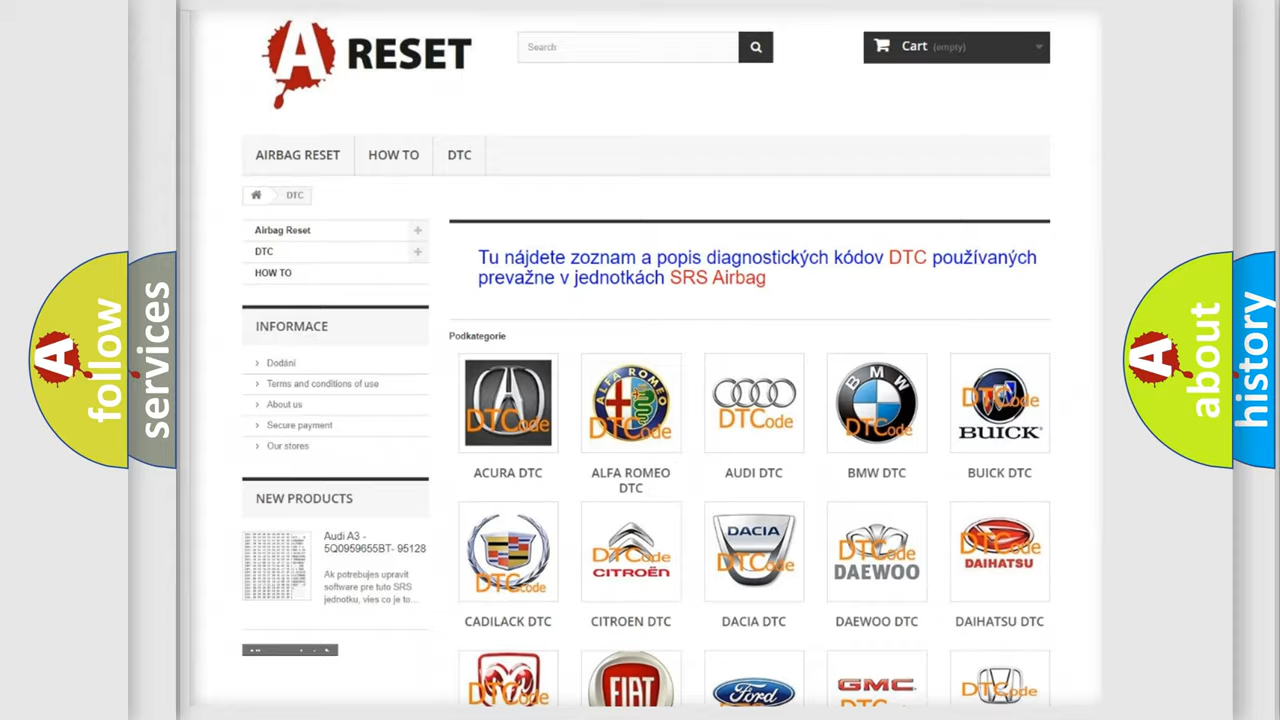 A RESET
Search
Cart (empty)
AIRBAG RESET
HOW TO
DTC
DTC
Airbag Reset
DTC
HOW TO
Tu nájdete zoznam a popis diagnostických kódov DTC používaných
prevažne v jednotkách SRS Airbag
INFORMACE
Dodání
Terms and conditions of use
About us
Secure payment
Our stores
Podkategorie
DTCode
ALFA ROMEO
DTCode
DTCode
BMW
DTCode
DTCode
BUICK
ACURA DTC
ALFA ROMEO
DTC
AUDI DTC
BMW DTC
BUICK DTC
NEW PRODUCTS
Audi A3 -
5Q0959655BT- 95128
Ak potrebujes upravit
software pre tuto SRS
jednotku, vies co je to...
DTCode
DTCode
CITROËN
DACIA
DTCode
DTCode
DAEWOO
DTCode
DAIHATSU
CADILACK DTC
CITROEN DTC
DACIA DTC
DAEWOO DTC
DAIHATSU DTC
DTCode
FIAT
Ford
GMC
DTCode
A follow
services
A about
history